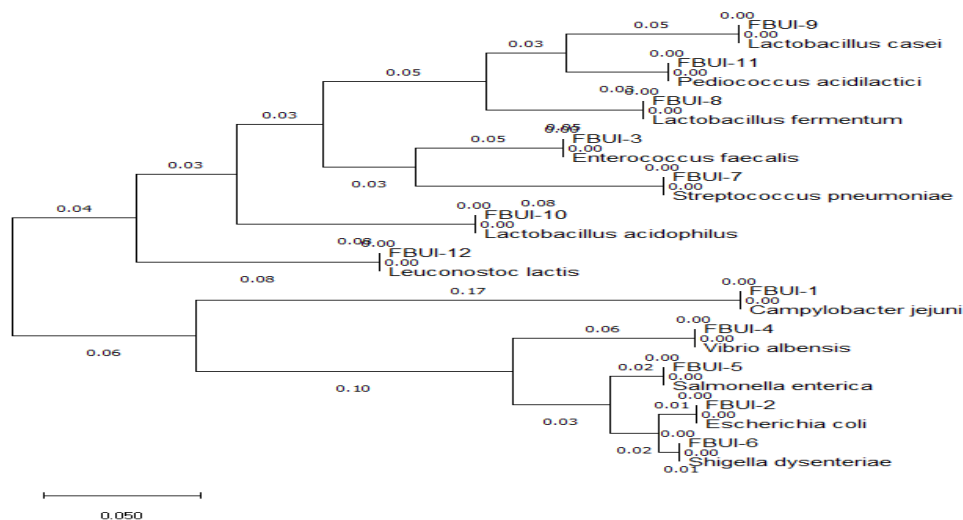 0.00
FBUI-9
0.05
0.00
Lactobacillus casei
0.03
0.00
FBUI-11
0.00
Pediococcus acidilactici
0.05
0.00
FBUI-8
0.00
Lactobacillus fermentum
0.03
0.05
FBUI-3
0.05
0.00
Enterococcus faecalis
0.03
0.00
FBUI-7
0.00
0.03
Streptococcus pneumoniae
0.08
0.04
0.00
FBUI-10
0.00
Lactobacillus acidophilus
0.00
FBUI-12
0.00
Leuconostoc lactis
0.08
0.00
0.17
FBUI-1
0.00
Campylobacter jejuni
0.00
0.06
FBUI-4
0.00
Vibrio albensis
0.06
0.00
0.02
FBUI-5
0.00
Salmonella enterica
0.10
0.00
0.01
FBUI-2
0.00
Escherichia coli
0.03
0.00
FBUI-6
0.02
0.00
Shigella dysenteriae
0.01
0.050